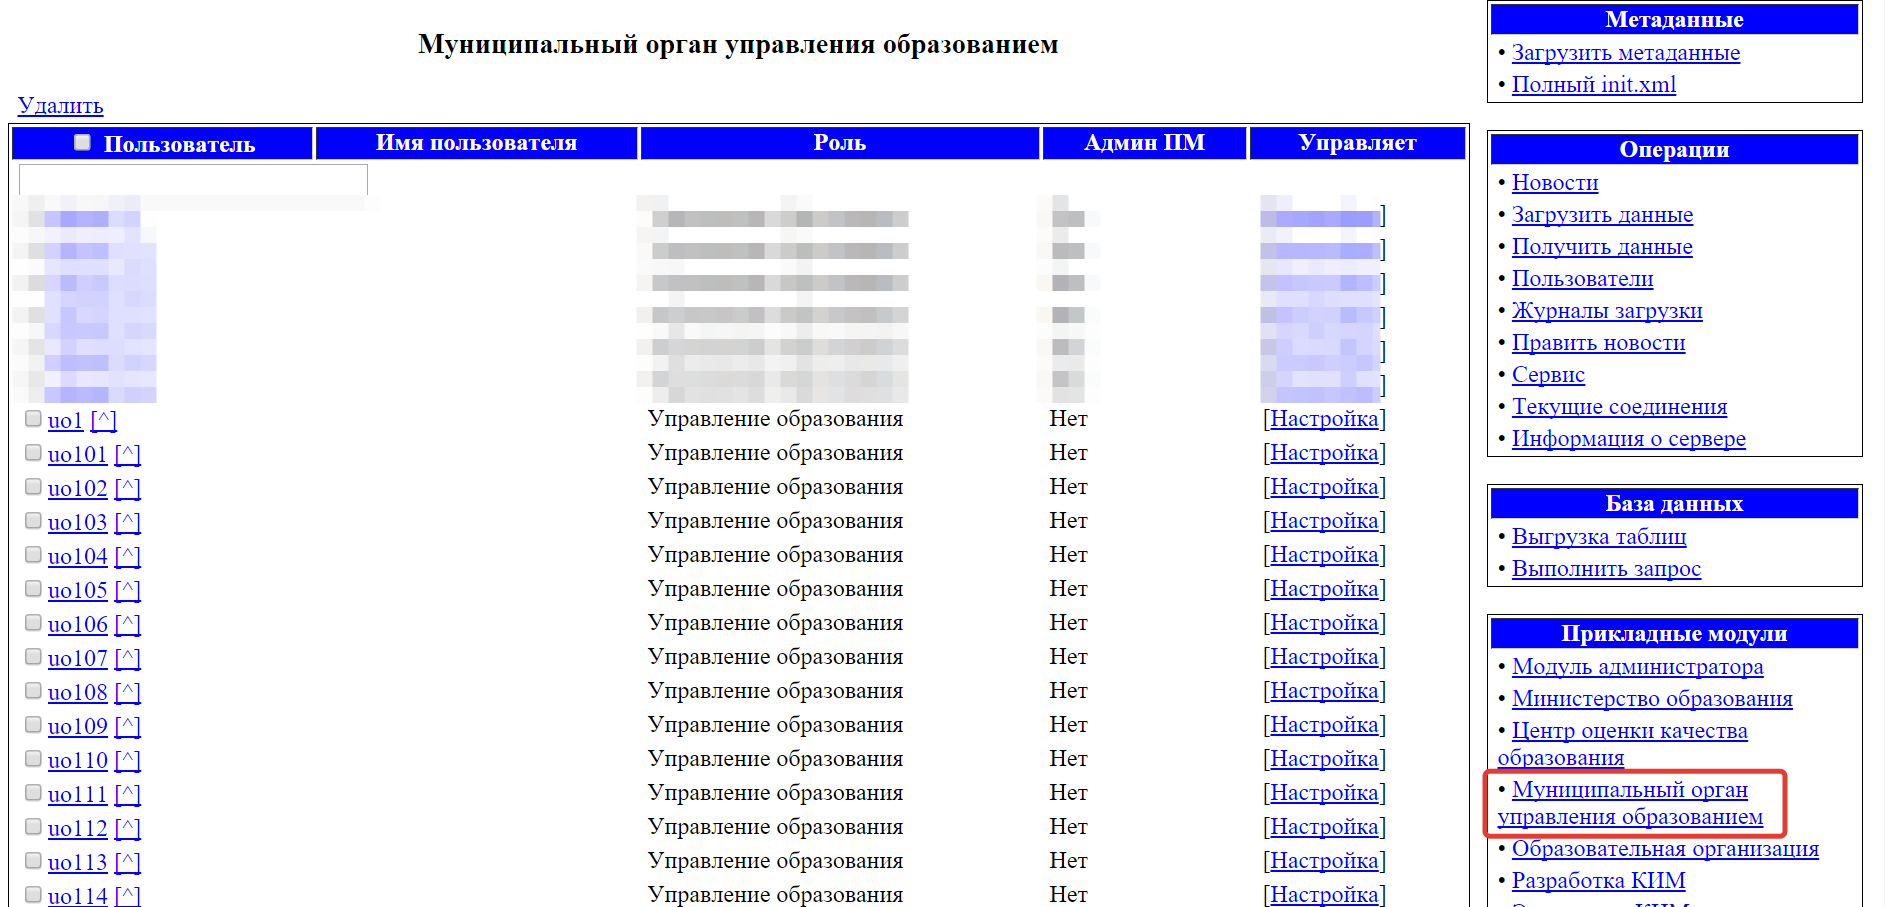 Муниципальный орган управления образованием
Удалить
Пользователь Имя пользователя Роль Админ ПМ Управляет
]
]
]
]
]
]
uo1 [^] Управление образования Нет [Настройка]
uo101 [^] Управление образования Нет [Настройка]
uo102 [^] Управление образования Нет [Настройка]
uo103 [^] Управление образования Нет [Настройка]
uo104 [^] Управление образования Нет [Настройка]
uo105 [^] Управление образования Нет [Настройка]
uo106 [^] Управление образования Нет [Настройка]
uo107 [^] Управление образования Нет [Настройка]
uo108 [^] Управление образования Нет [Настройка]
uo109 [^] Управление образования Нет [Настройка]
uo110 [^] Управление образования Нет [Настройка]
uo111 [^] Управление образования Нет [Настройка]
uo112 [^] Управление образования Нет [Настройка]
uo113 [^] Управление образования Нет [Настройка]
uo114 [^] Управление образования Нет [Настройка]
Метаданные
• Загрузить метаданные
• Полный init.xml
Операции
• Новости
• Загрузить данные
• Получить данные
• Пользователи
• Журналы загрузки
• Править новости
• Сервис
• Текущие соединения
• Информация о сервере
База данных
• Выгрузка таблиц
• Выполнить запрос
Прикладные модули
• Модуль администратора
• Министерство образования
• Центр оценки качества
образования
• Муниципальный орган
управления образованием
• Образовательная организация
• Разработка КИМ